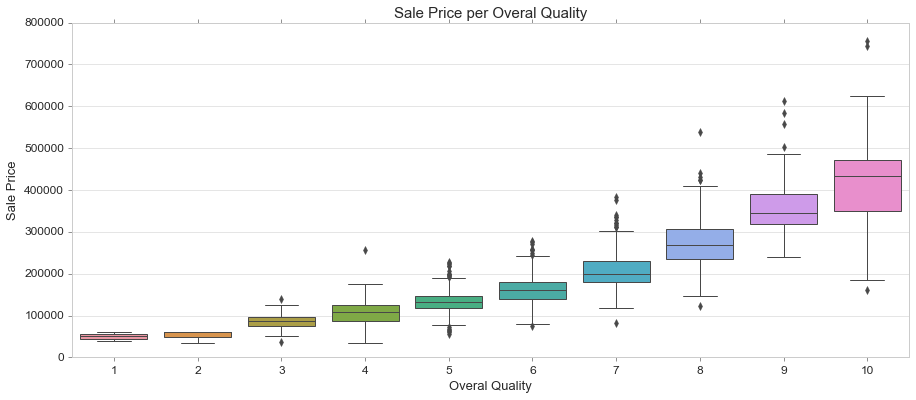 Sale Price per Overal Quality
800000
700000
600000
500000
400000
300000
200000
100000
0
Sale Price
1 2 3 4 5 6 7 8 9 10
Overal Quality